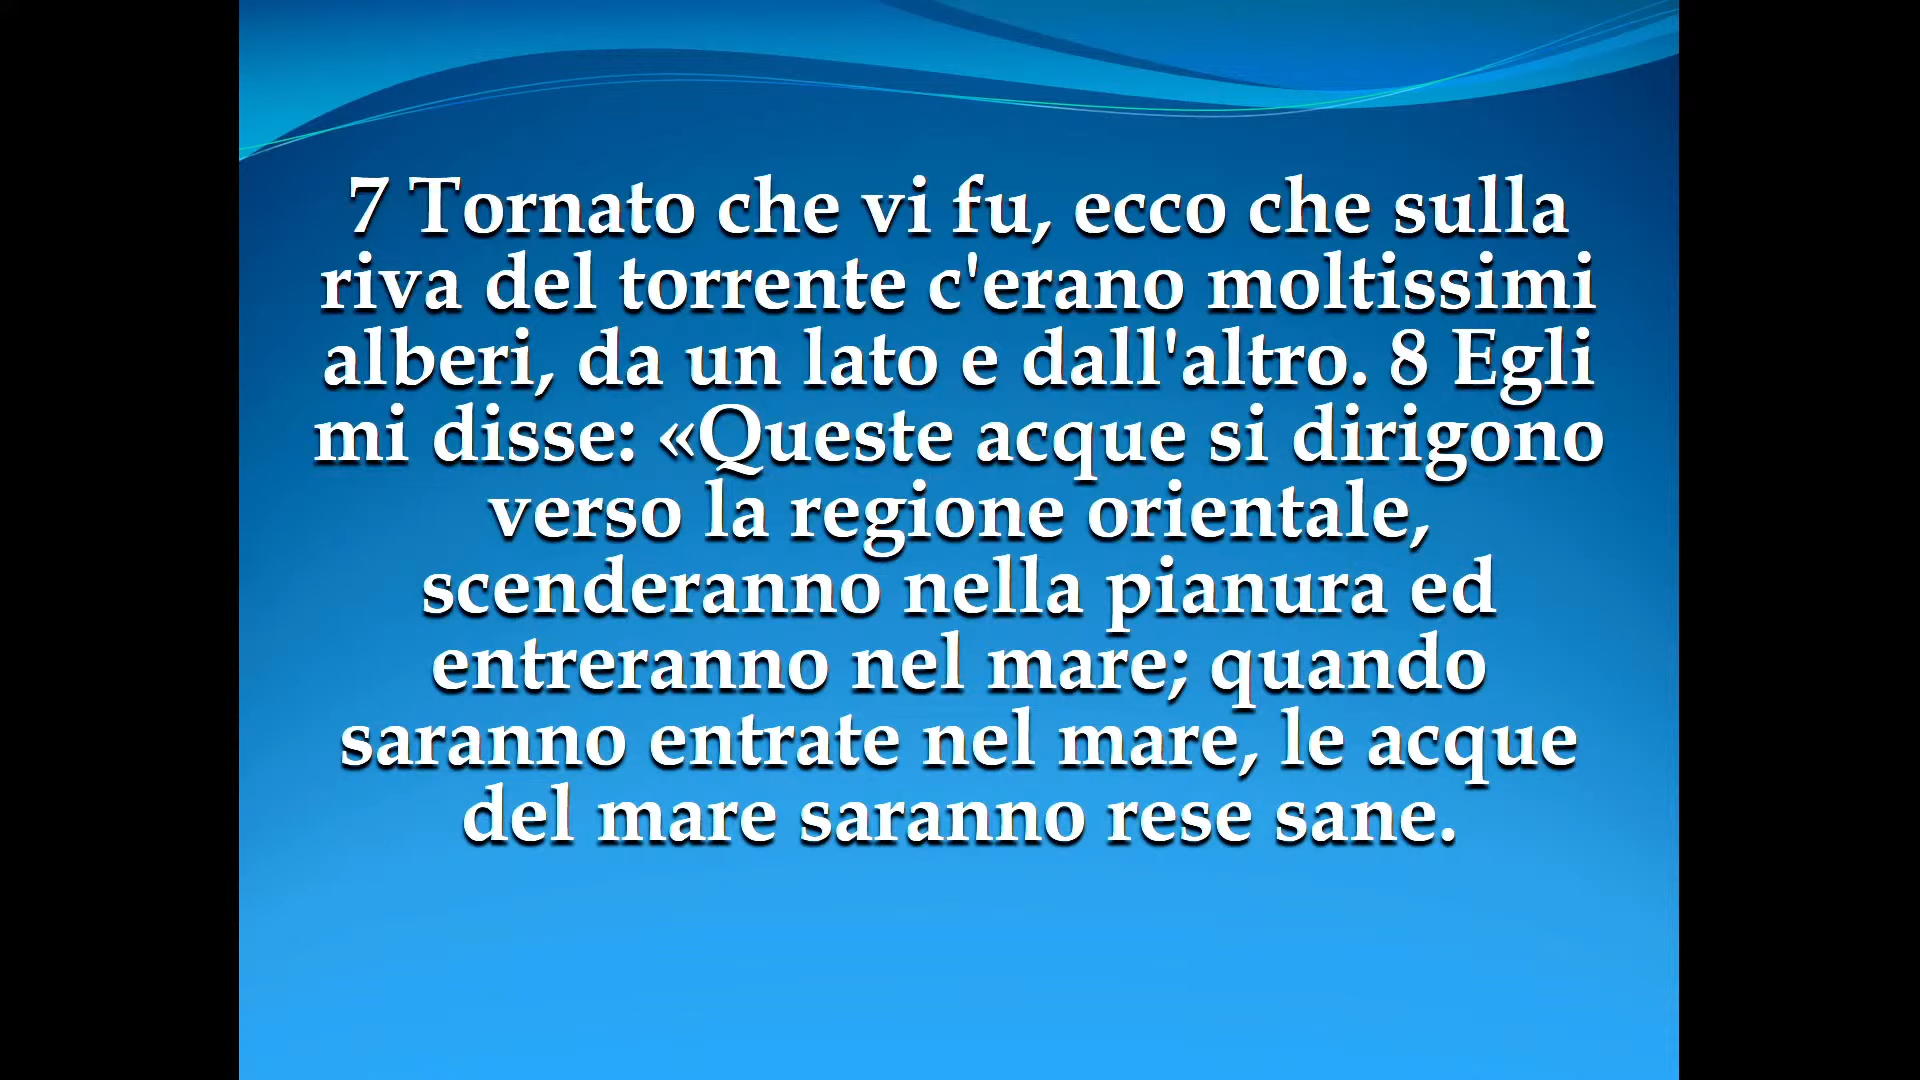 7 Tornato che vi fu, ecco che sulla
riva del torrente c'erano moltissimi
alberi, da un lato e dall'altro. 8 Egli
mi disse: «Queste acque si dirigono
verso la regione orientale,
scenderanno nella pianura ed
entreranno nel mare; quando
saranno entrate nel mare, le acque
del mare saranno rese sane.